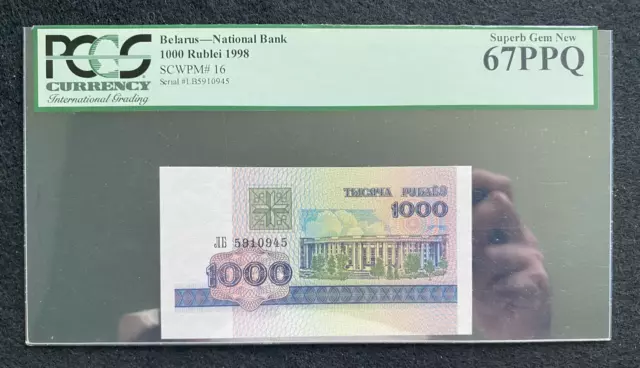 PCGS
CURRENCY
International Grading
Belarus—National Bank
1000 Rublei 1998
SCWPM# 16
Serial #LB5910945
Superb Gem New
67PPQ
ТЫСЯЧА РУБЛЁЎ
1000
ЛБ 5910945
1000